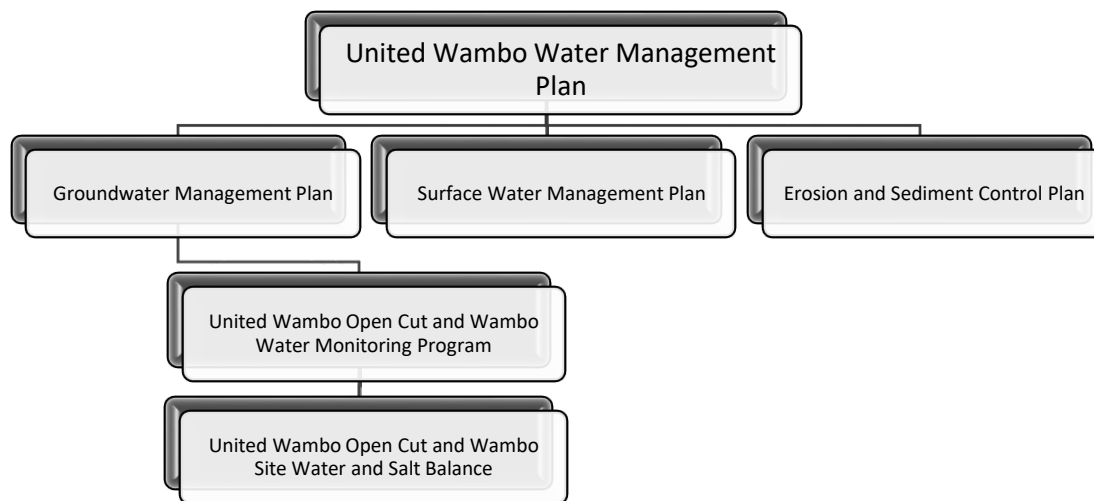 United Wambo Water Management
Plan
Groundwater Management Plan
Surface Water Management Plan
Erosion and Sediment Control Plan
United Wambo Open Cut and Wambo
Water Monitoring Program
United Wambo Open Cut and Wambo
Site Water and Salt Balance